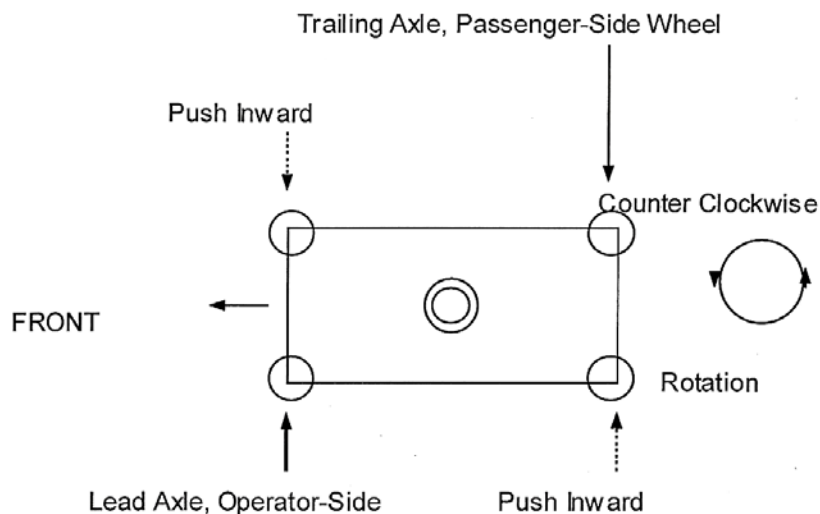 Trailing Axle, Passenger-Side Wheel
Push Inward
Counter Clockwise
FRONT
Rotation
Lead Axle, Operator-Side
Push Inward